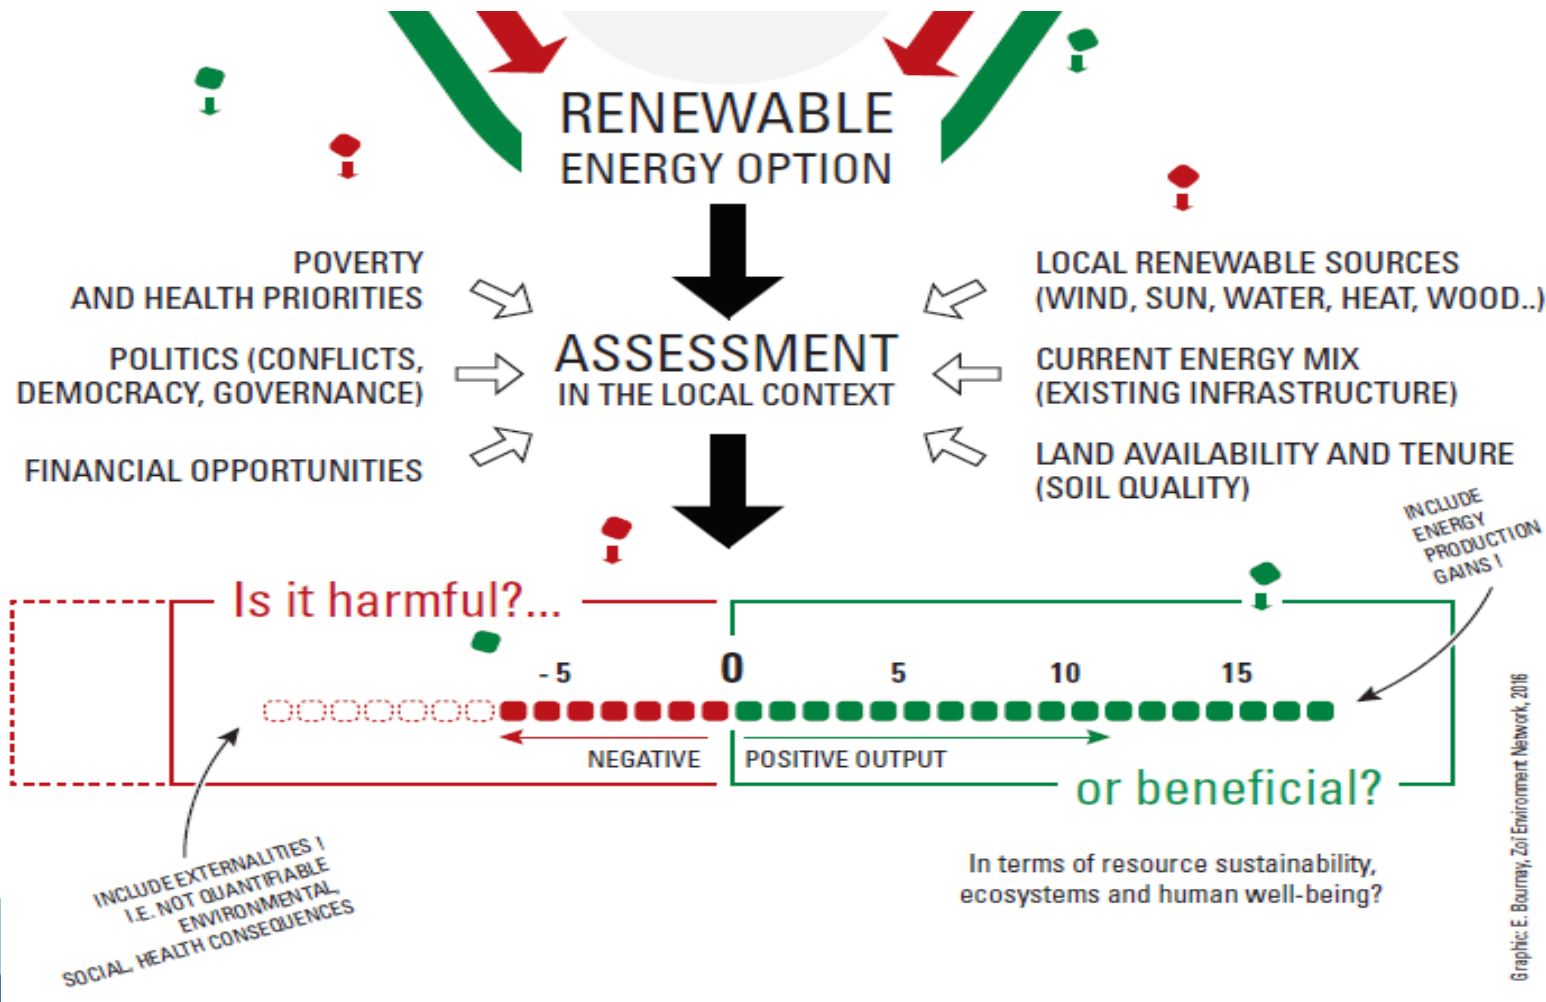 RENEWABLE
ENERGY OPTION
POVERTY
AND HEALTH PRIORITIES
POLITICS (CONFLICTS,
DEMOCRACY, GOVERNANCE)
FINANCIAL OPPORTUNITIES
ASSESSMENT
IN THE LOCAL CONTEXT
LOCAL RENEWABLE SOURCES
(WIND, SUN, WATER, HEAT, WOOD..)
CURRENT ENERGY MIX
(EXISTING INFRASTRUCTURE)
LAND AVAILABILITY AND TENURE
(SOIL QUALITY)
INCLUDE
ENERGY
PRODUCTION
GAINS !
Is it harmful?...
- 5 0 5 10 15
NEGATIVE POSITIVE OUTPUT
or beneficial?
INCLUDE EXTERNALITIES !
I.E. NOT QUANTIFIABLE
ENVIRONMENTAL,
SOCIAL, HEALTH CONSEQUENCES
In terms of resource sustainability,
ecosystems and human well-being?
Graphic: E. Bournay, Zoï Environment Network, 2016